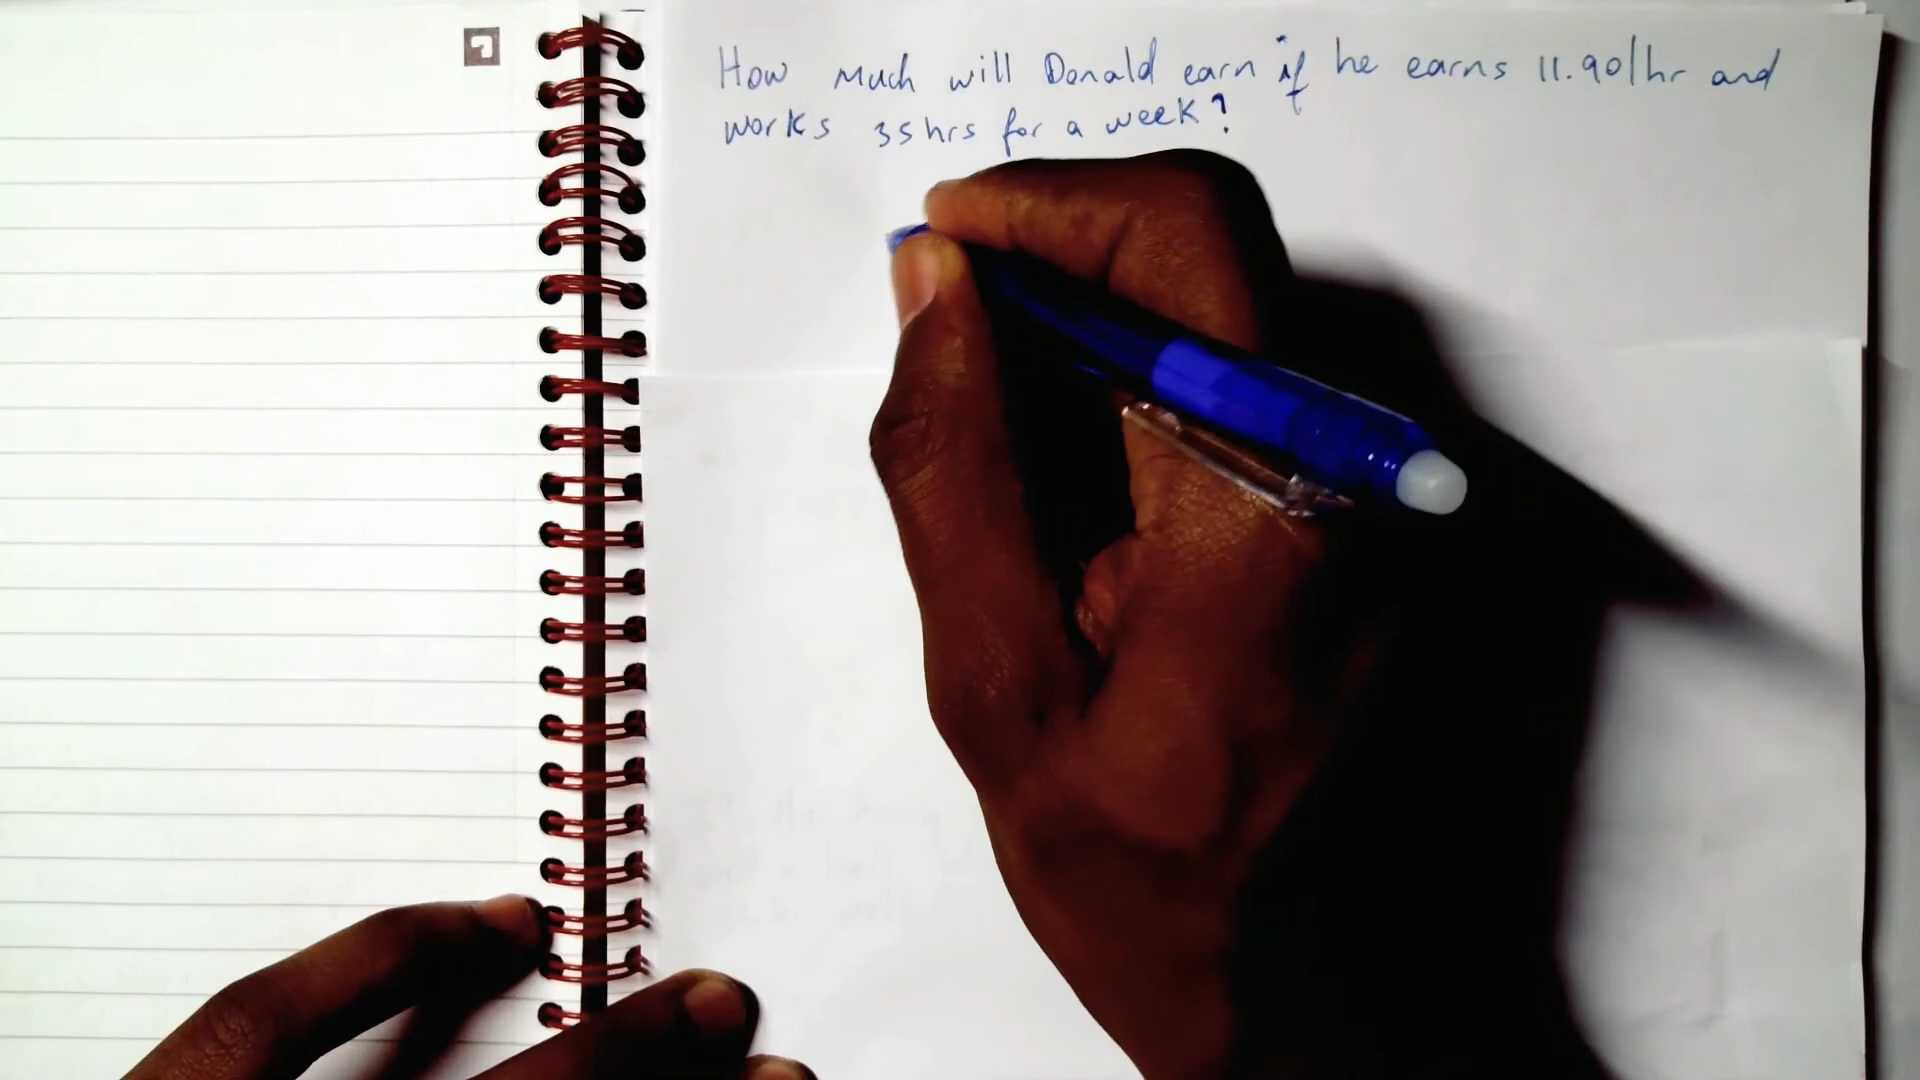 How much will Donald earn if he earns 11.90/hr and
works 35hrs for a week?